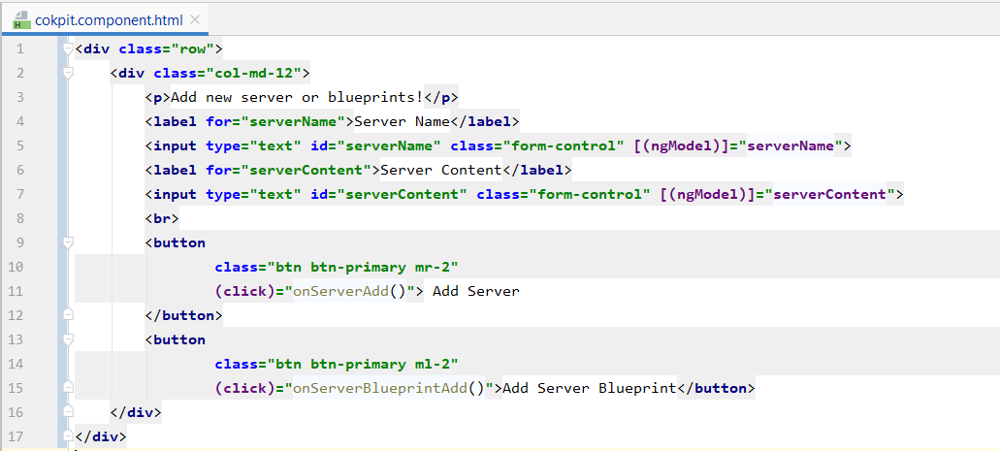 cokpit.component.html
1 <div class="row">
2 <div class="col-md-12">
3 <p>Add new server or blueprints!</p>
4 <label for="serverName">Server Name</label>
5 <input type="text" id="serverName" class="form-control" [(ngModel)]="serverName">
6 <label for="serverContent">Server Content</label>
7 <input type="text" id="serverContent" class="form-control" [(ngModel)]="serverContent">
8 <br>
9 <button
10 class="btn btn-primary mr-2"
11 (click)="onServerAdd()"> Add Server
12 </button>
13 <button
14 class="btn btn-primary ml-2"
15 (click)="onServerBlueprintAdd()">Add Server Blueprint</button>
16 </div>
17 </div>